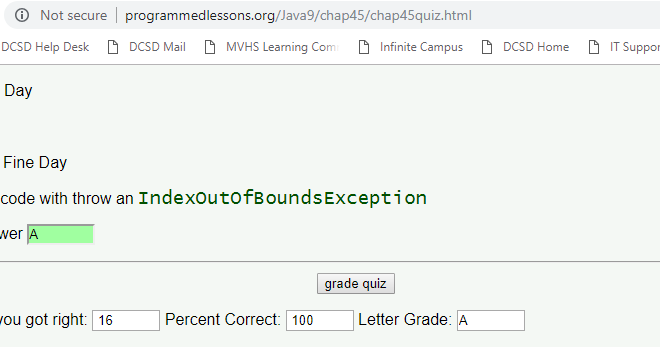 Not secure | programmedlessons.org/Java9/chap45/chap45quiz.html
DCSD Help Desk DCSD Mail MVHS Learning Com Infinite Campus DCSD Home IT Suppor
Day
Fine Day
code with throw an IndexOutOfBoundsException
wer A
grade quiz
you got right: 16 Percent Correct: 100 Letter Grade: A